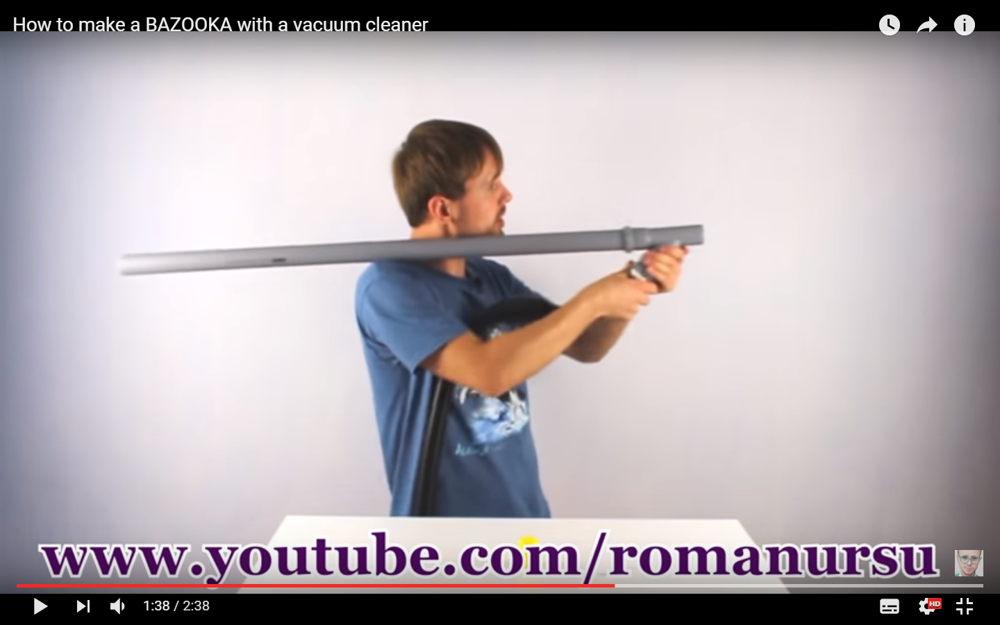 How to make a BAZOOKA with a vacuum cleaner
www.youtube.com/romanursu
1:38 / 2:38
HD